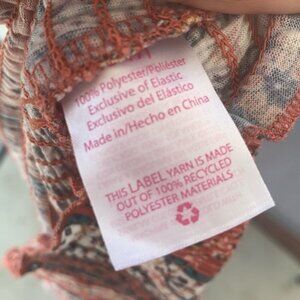 100% Polyester/Poliéster
Exclusive of Elastic
Exclusivo del Elástico
Made in/Hecho en China
THIS LABEL YARN IS MADE
OUT OF 100% RECYCLED
POLYESTER MATERIALS